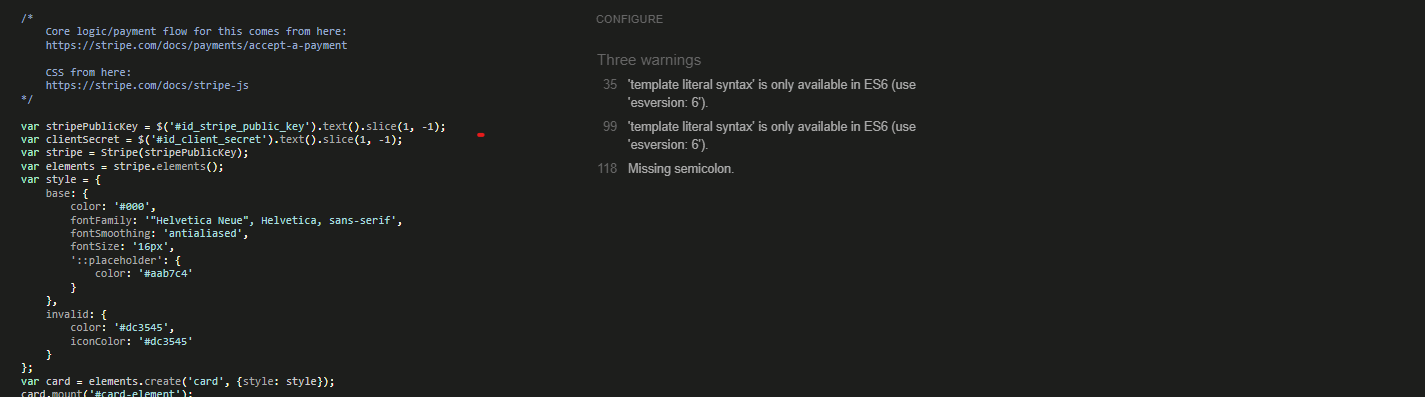 /*
    Core logic/payment flow for this comes from here:
    https://stripe.com/docs/payments/accept-a-payment

    CSS from here:
    https://stripe.com/docs/stripe-js
*/

var stripePublicKey = $('#id_stripe_public_key').text().slice(1, -1);
var clientSecret = $('#id_client_secret').text().slice(1, -1);
var stripe = Stripe(stripePublicKey);
var elements = stripe.elements();
var style = {
    base: {
        color: '#000',
        fontFamily: '"Helvetica Neue", Helvetica, sans-serif',
        fontSmoothing: 'antialiased',
        fontSize: '16px',
        '::placeholder': {
            color: '#aab7c4'
        }
    },
    invalid: {
        color: '#dc3545',
        iconColor: '#dc3545'
    }
};
var card = elements.create('card', {style: style});
card.mount('#card-element');
CONFIGURE
Three warnings
35 'template literal syntax' is only available in ES6 (use
'esversion: 6').
99 'template literal syntax' is only available in ES6 (use
'esversion: 6').
118 Missing semicolon.